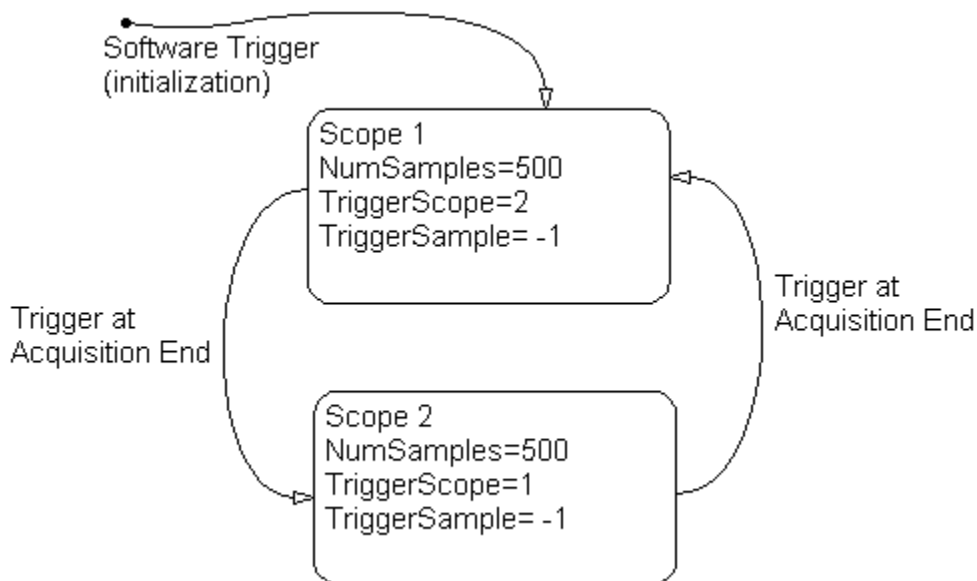 Software Trigger
(initialization)
Scope 1
NumSamples=500
TriggerScope=2
TriggerSample= -1
Trigger at
Acquisition End
Trigger at
Acquisition End
Scope 2
NumSamples=500
TriggerScope=1
TriggerSample= -1